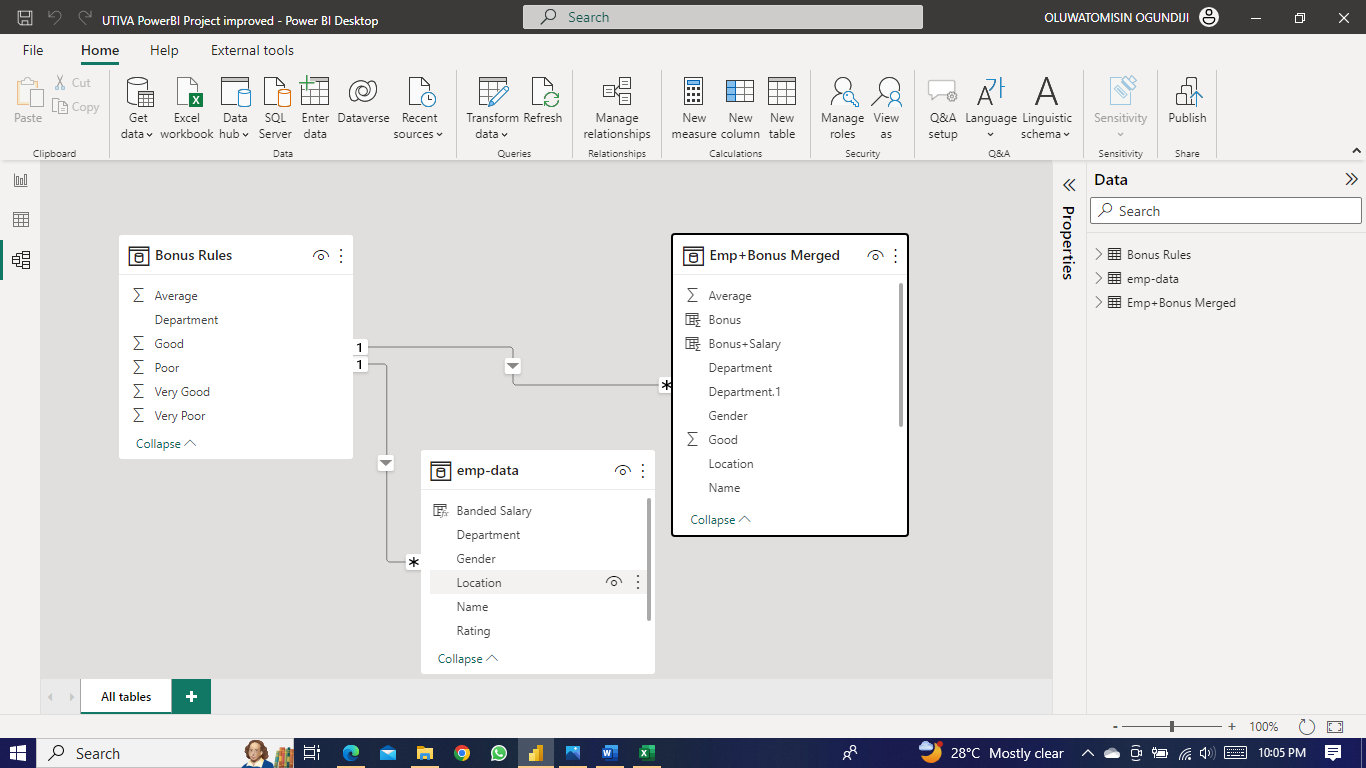 UTIVA PowerBI Project improved - Power BI Desktop
Search
OLUWATOMISIN OGUNDIJI
File Home Help External tools
Paste
Cut
Copy
Clipboard
Get data
Excel workbook
Data hub
SQL Server
Enter data
Dataverse
Recent sources
Data
Transform data
Refresh
Queries
Manage relationships
Relationships
New measure
New column
New table
Calculations
Manage roles
View as
Security
Q&A setup
Language
Linguistic schema
Q&A
Sensitivity
Sensitivity
Publish
Share
Bonus Rules
Average
Department
Good
Poor
Very Good
Very Poor
Collapse
1
1
*
*
emp-data
Banded Salary
Department
Gender
Location
Name
Rating
Collapse
Emp+Bonus Merged
Average
Bonus
Bonus+Salary
Department
Department.1
Gender
Good
Location
Name
Collapse
Properties
Data
Search
Bonus Rules
emp-data
Emp+Bonus Merged
All tables
+
- + 100%
Search
28°C Mostly clear
10:05 PM